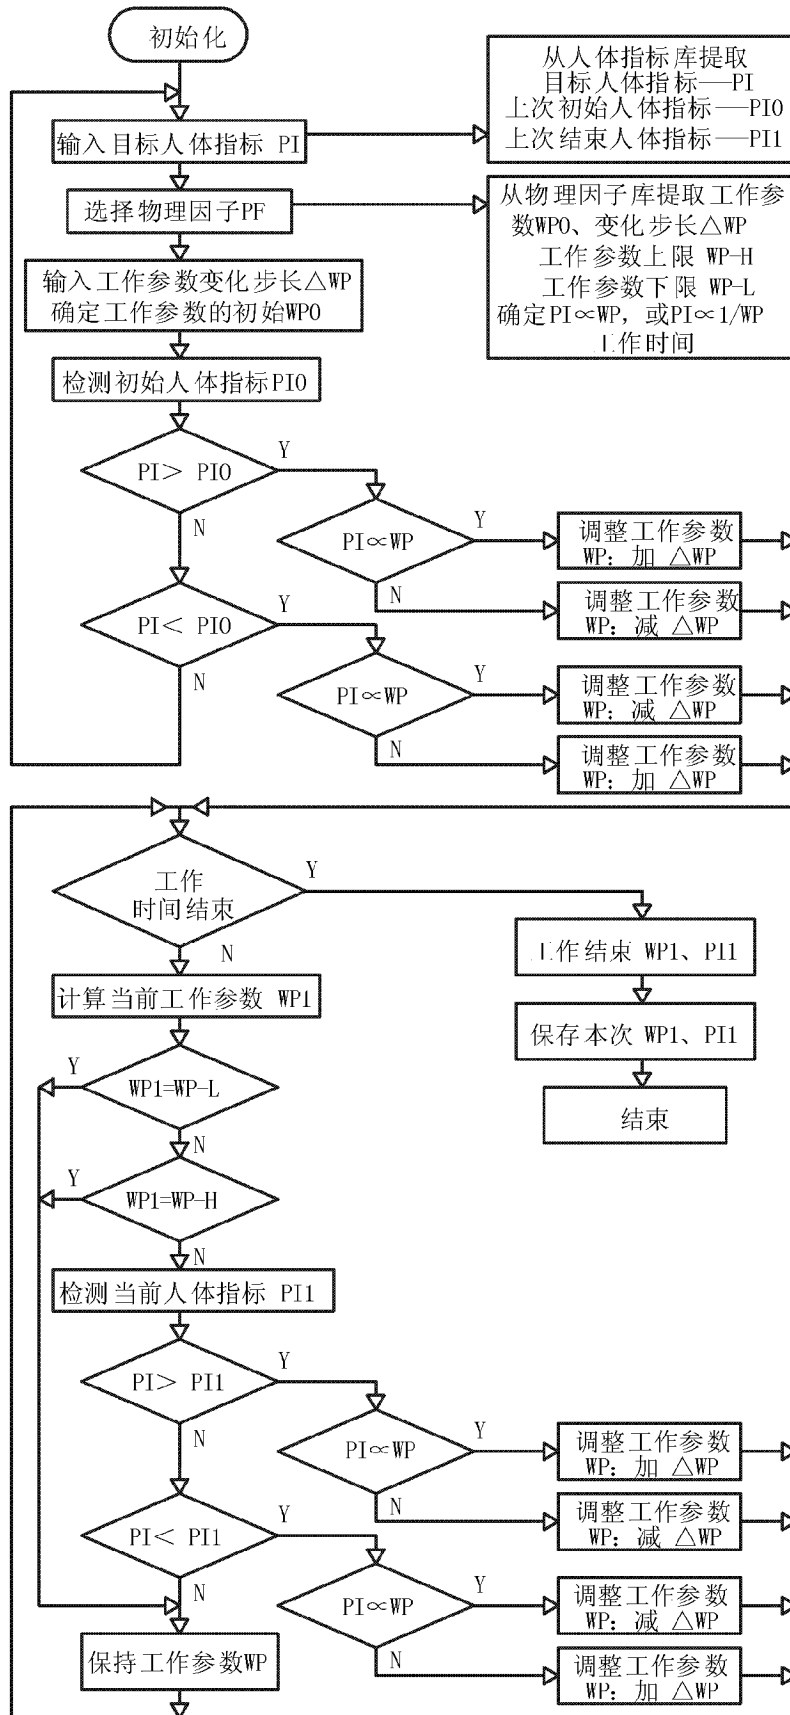 初始化
从人体指标库提取
目标人体指标—PI
上次初始人体指标—PI0
上次结束人体指标—PI1
输入目标人体指标 PI
选择物理因子PF
从物理因子库提取工作参
数WP0、变化步长△WP
工作参数上限 WP-H
工作参数下限 WP-L
确定PI∝WP，或PI∝1/WP
工作时间
输入工作参数变化步长△WP
确定工作参数的初始WP0
检测初始人体指标PI0
PI> PI0
Y
N
PI∝WP
Y
调整工作参数
WP: 加 △WP
N
调整工作参数
WP: 减 △WP
PI< PI0
Y
N
PI∝WP
Y
调整工作参数
WP: 减 △WP
N
调整工作参数
WP: 加 △WP
工作
时间结束
Y
N
工作结束 WP1、PI1
保存本次 WP1、PI1
结束
计算当前工作参数 WP1
WP1=WP-L
Y
N
WP1=WP-H
Y
N
检测当前人体指标 PI1
PI> PI1
Y
N
PI∝WP
Y
调整工作参数
WP: 加 △WP
N
调整工作参数
WP: 减 △WP
PI< PI1
Y
N
PI∝WP
Y
调整工作参数
WP: 减 △WP
N
调整工作参数
WP: 加 △WP
保持工作参数WP